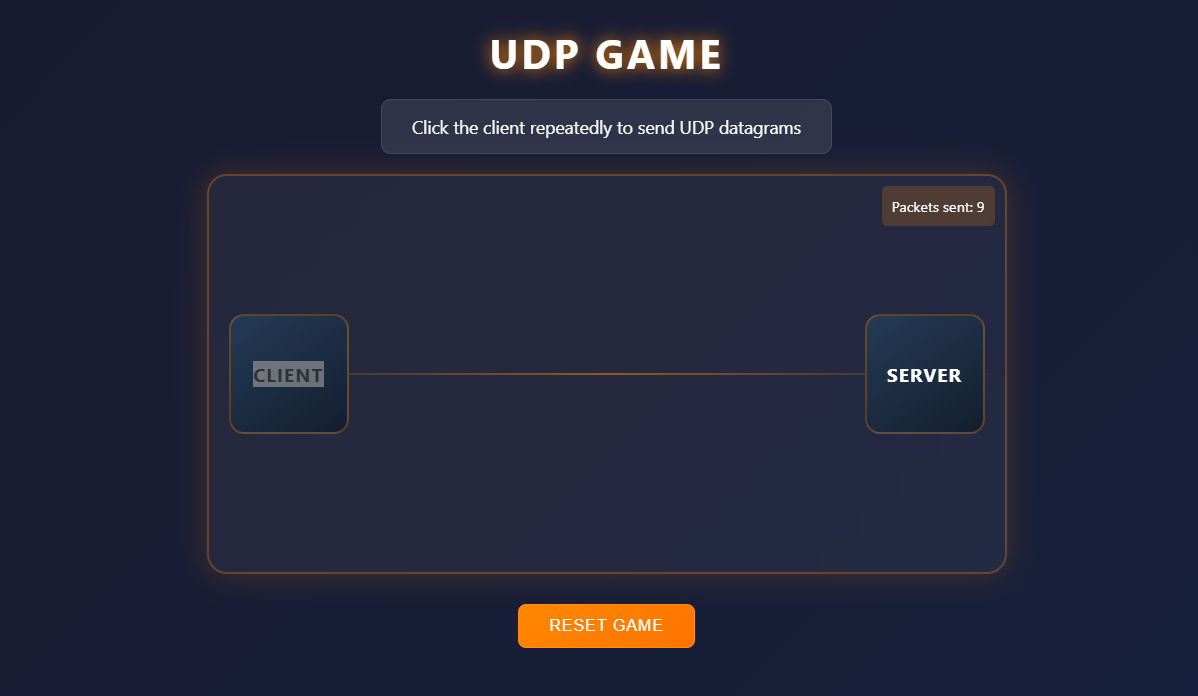 UDP GAME
Click the client repeatedly to send UDP datagrams
Packets sent: 9
CLIENT
SERVER
RESET GAME